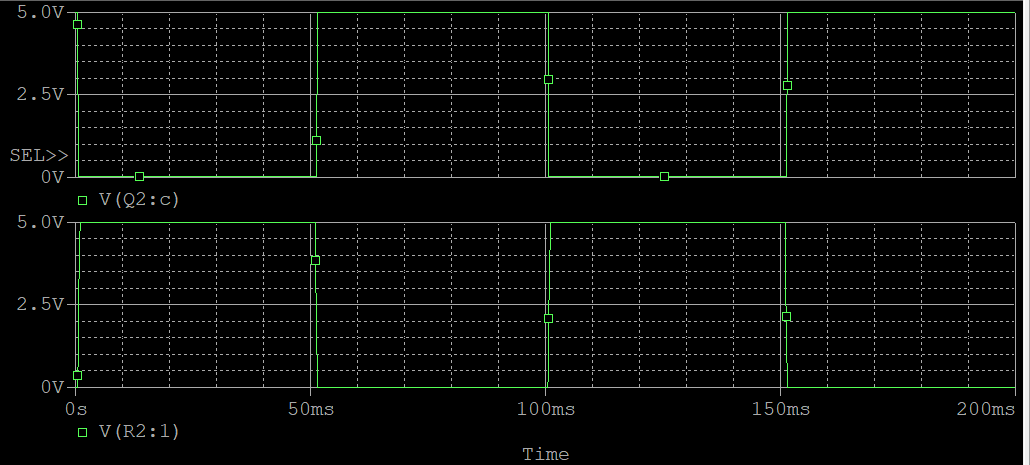 5.0V
2.5V
SEL>>
0V
V(Q2:c)
5.0V
2.5V
0V
0s 50ms 100ms 150ms 200ms
V(R2:1)
Time